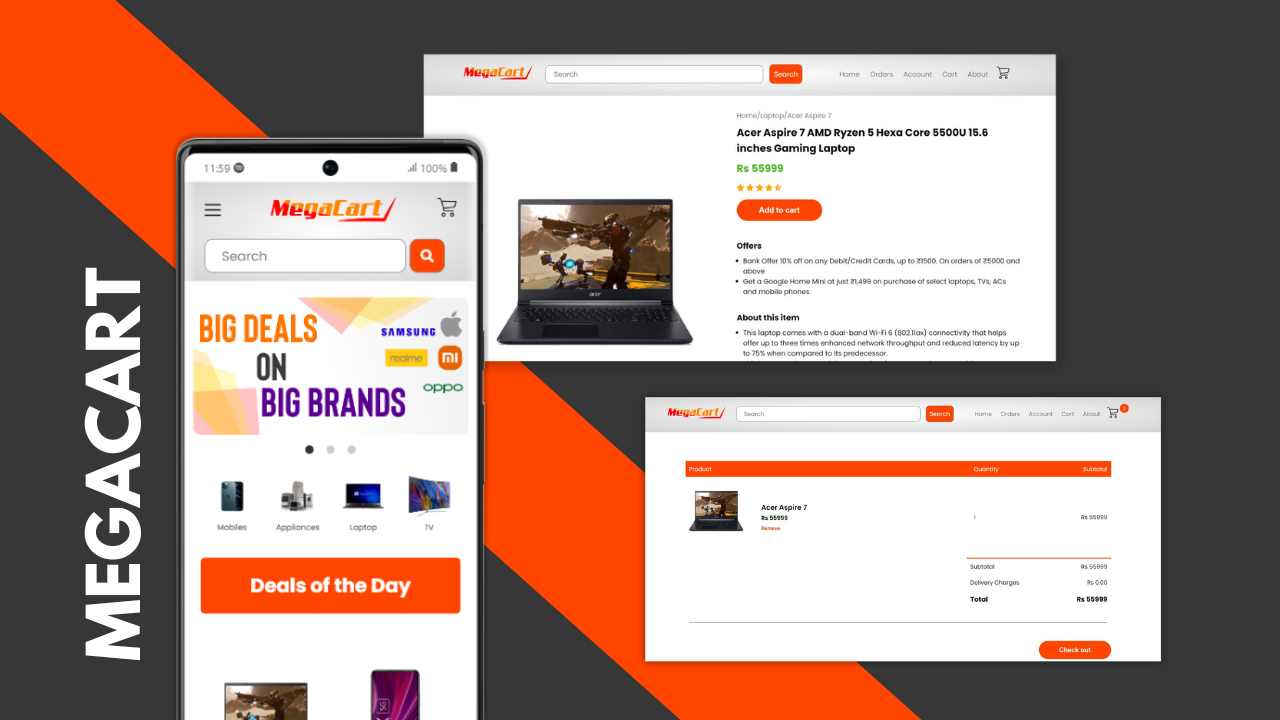 MEGACART
11:59
100%
MegaCart
Search
BIG DEALS
ON
BIG BRANDS
SAMSUNG
realme
mi
oppo
Mobiles
Appliances
Laptop
TV
Deals of the Day
MegaCart
Search
Search
Home
Orders
Account
Cart
About
Home/Laptop/Acer Aspire 7
Acer Aspire 7 AMD Ryzen 5 Hexa Core 5500U 15.6
inches Gaming Laptop
Rs 55999
Add to cart
Offers
• Bank Offer 10% off on any Debit/Credit Cards, up to ₹1500. On orders of ₹5000 and
above
• Get a Google Home Mini at just ₹1,499 on purchase of select laptops, TVs, ACs
and mobile phones
About this item
• This laptop comes with a dual-band Wi-Fi 6 (802.11ax) connectivity that helps
offer up to three times enhanced network throughput and reduced latency by up
to 75% when compared to its predecessor.
acer
MegaCart
Search
Search
Home
Orders
Account
Cart
About
1
Product
Quantity
Subtotal
Acer Aspire 7
Rs 55999
Remove
1
Rs 55999
Subtotal
Rs 55999
Delivery Charges
Rs 0.00
Total
Rs 55999
Check out